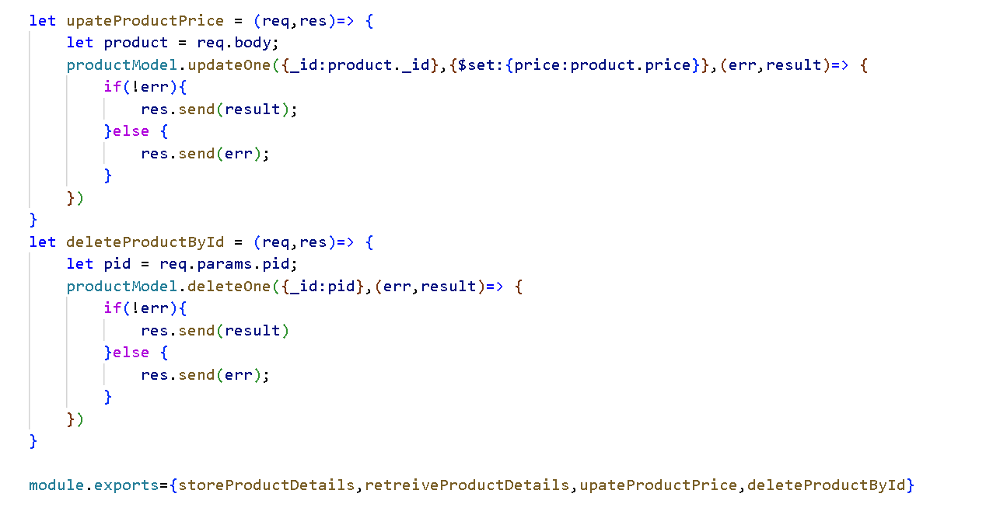 let upateProductPrice = (req,res)=> {
    let product = req.body;
    productModel.updateOne({_id:product._id},{$set:{price:product.price}},(err,result)=> {
        if(!err){
            res.send(result);
        }else {
            res.send(err);
        }
    })
}
let deleteProductById = (req,res)=> {
    let pid = req.params.pid;
    productModel.deleteOne({_id:pid},(err,result)=> {
        if(!err){
            res.send(result)
        }else {
            res.send(err);
        }
    })
}

module.exports={storeProductDetails,retreiveProductDetails,upateProductPrice,deleteProductById}